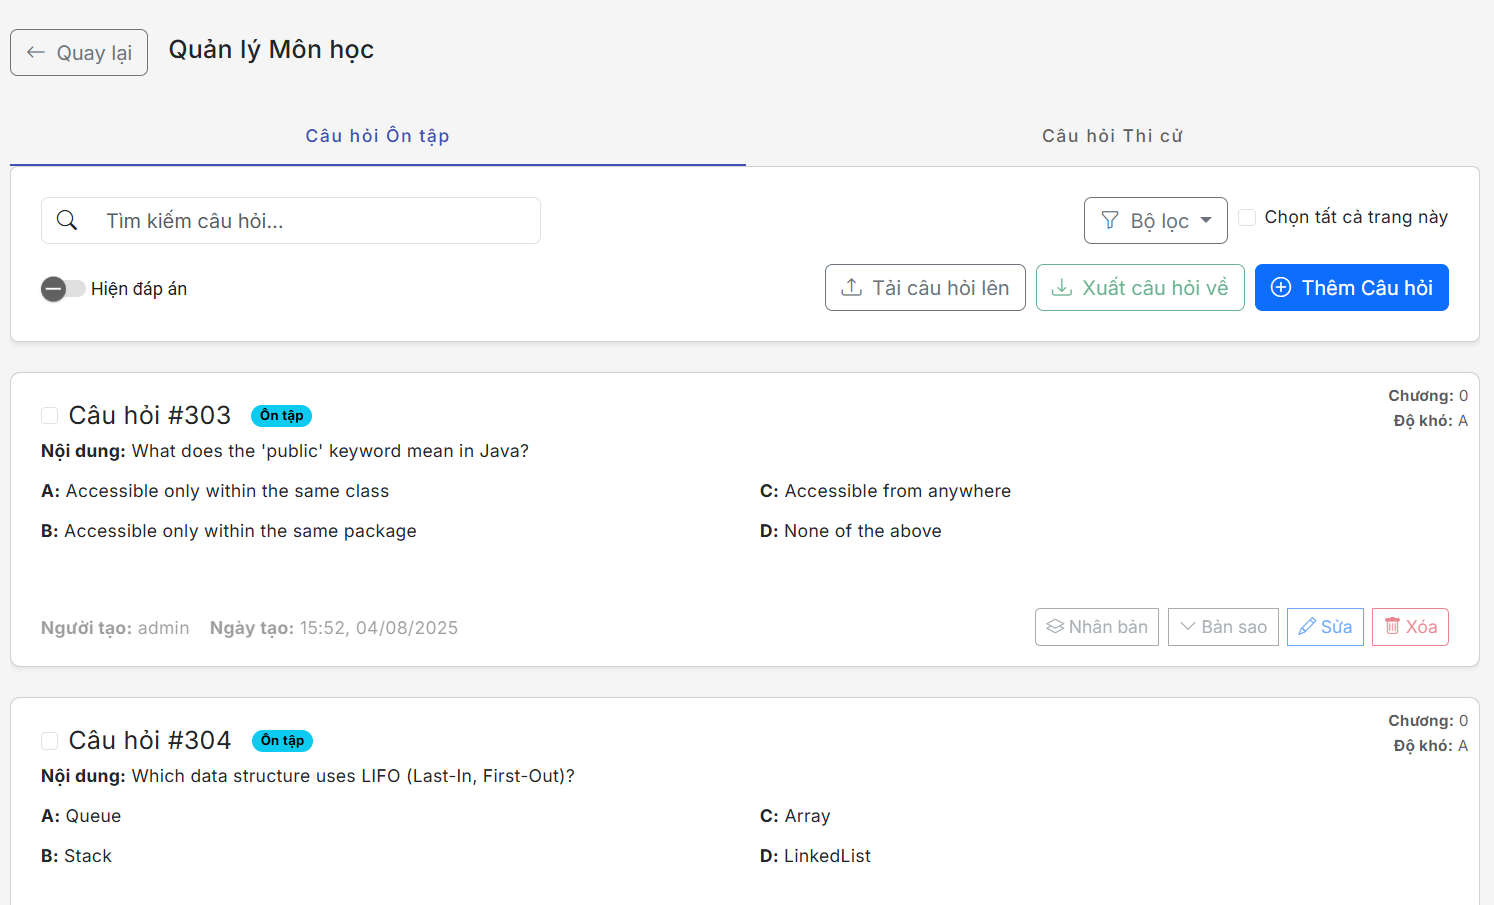 Quay lại
Quản lý Môn học
Câu hỏi Ôn tập
Câu hỏi Thi cử
Tìm kiếm câu hỏi...
Bộ lọc
Chọn tất cả trang này
Hiện đáp án
Tải câu hỏi lên
Xuất câu hỏi về
Thêm Câu hỏi
Câu hỏi #303
Ôn tập
Chương: 0
Độ khó: A
Nội dung: What does the 'public' keyword mean in Java?
A: Accessible only within the same class
C: Accessible from anywhere
B: Accessible only within the same package
D: None of the above
Người tạo: admin
Ngày tạo: 15:52, 04/08/2025
Nhân bản
Bản sao
Sửa
Xóa
Câu hỏi #304
Ôn tập
Chương: 0
Độ khó: A
Nội dung: Which data structure uses LIFO (Last-In, First-Out)?
A: Queue
C: Array
B: Stack
D: LinkedList